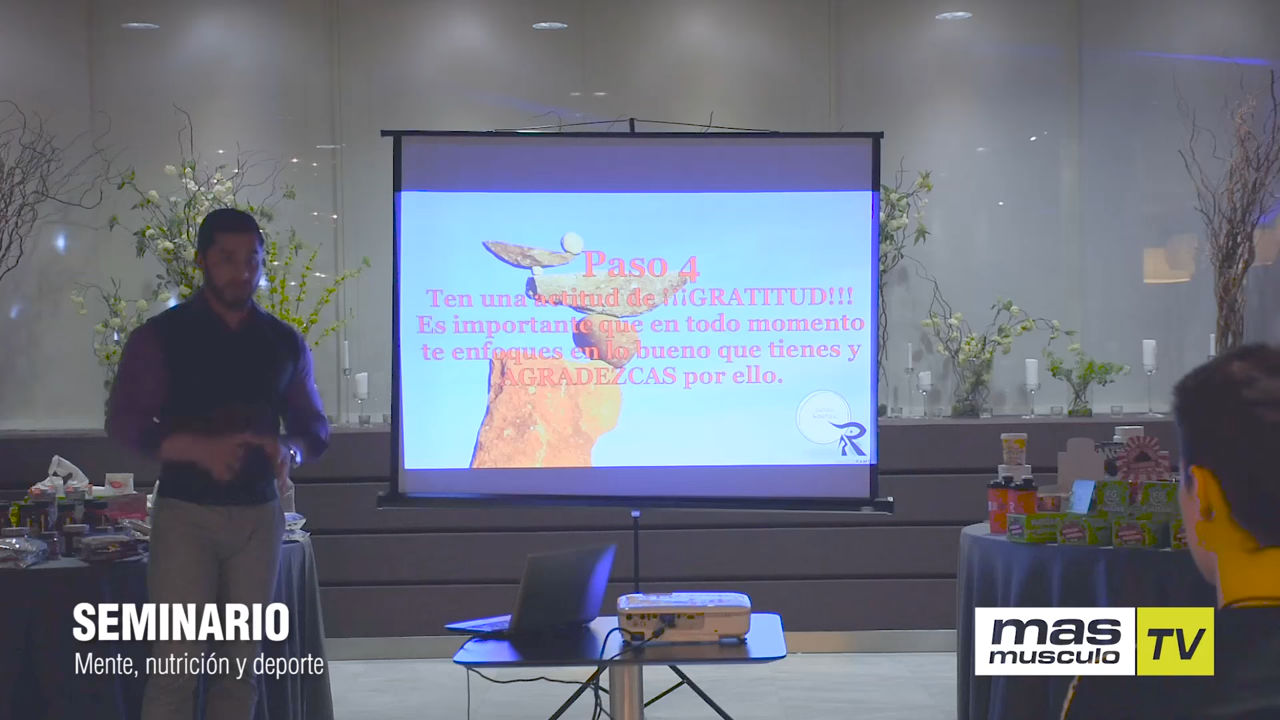 Paso 4
Ten una actitud de ¡¡¡GRATITUD!!!
Es importante que en todo momento
te enfoques en lo bueno que tienes y
AGRADEZCAS por ello.
R
SEMINARIO
Mente, nutrición y deporte
mas
musculo
TV